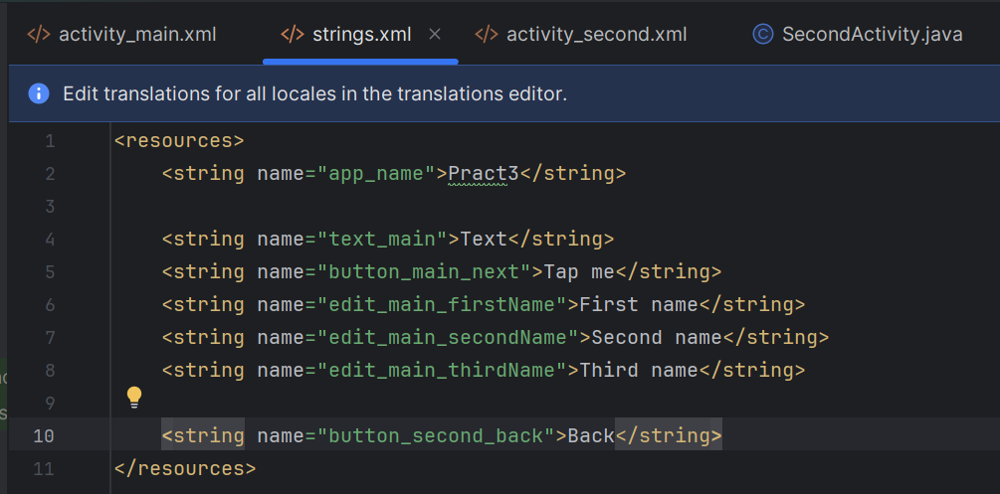 activity_main.xml strings.xml activity_second.xml SecondActivity.java
Edit translations for all locales in the translations editor.
1 <resources>
2 <string name="app_name">Pract3</string>
3
4 <string name="text_main">Text</string>
5 <string name="button_main_next">Tap me</string>
6 <string name="edit_main_firstName">First name</string>
7 <string name="edit_main_secondName">Second name</string>
8 <string name="edit_main_thirdName">Third name</string>
9
10 <string name="button_second_back">Back</string>
11 </resources>